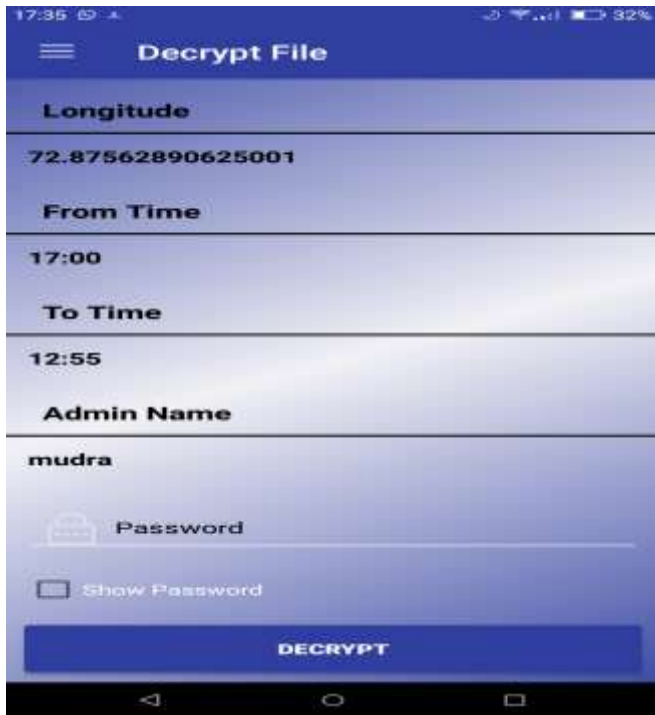 17:35 32%
Decrypt File
Longitude
72.87562890625001
From Time
17:00
To Time
12:55
Admin Name
mudra
Password
Show Password
DECRYPT